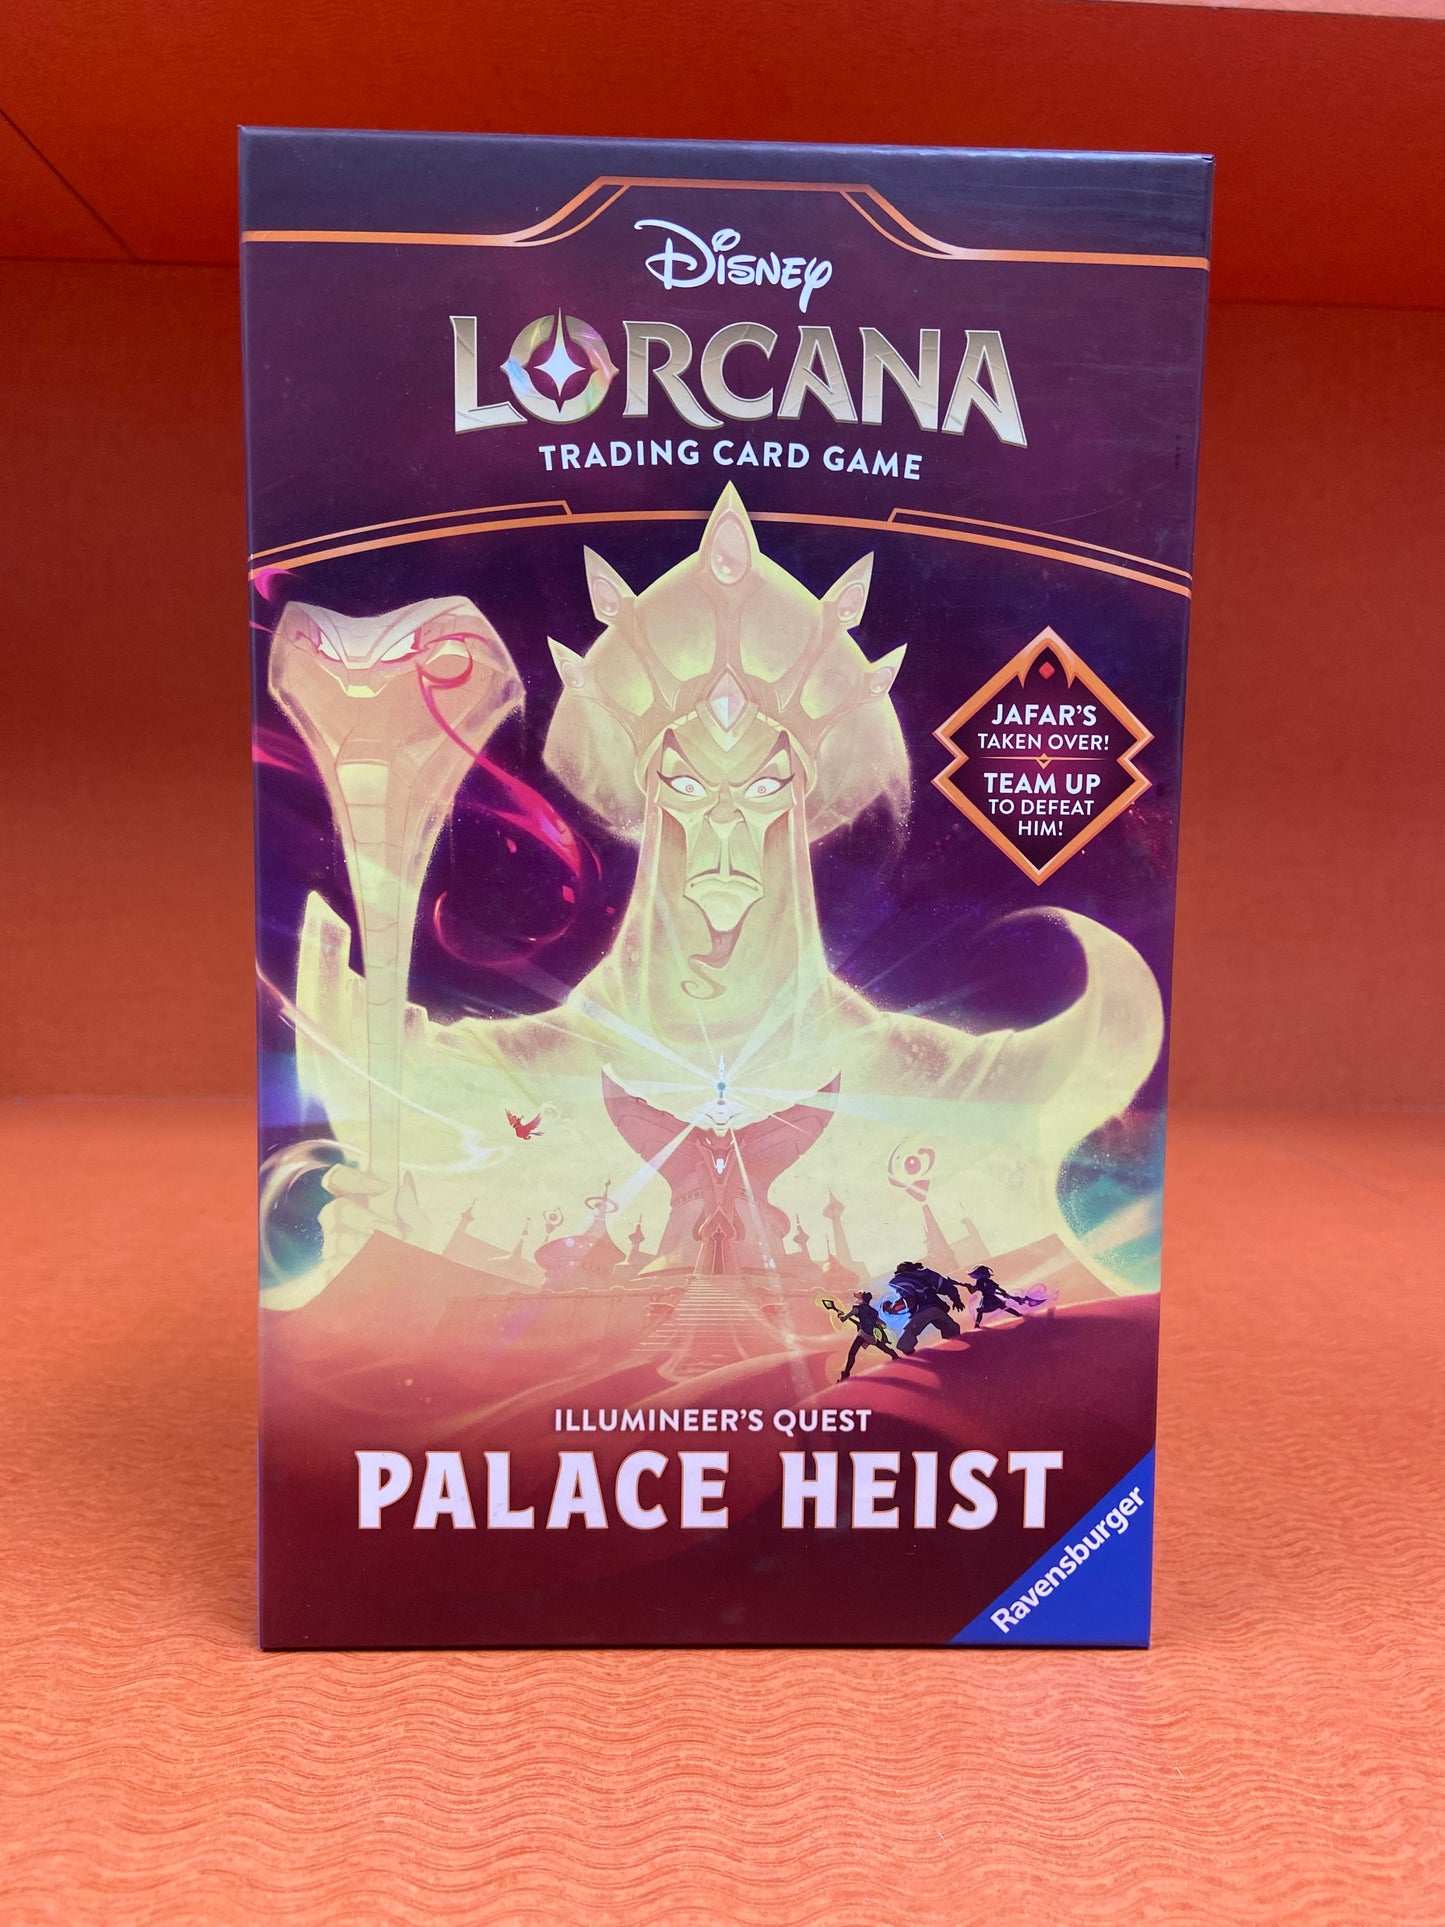 Disney
LORCANA
TRADING CARD GAME
JAFAR'S
TAKEN OVER!
TEAM UP
TO DEFEAT
HIM!
ILLUMINEER'S QUEST
PALACE HEIST
Ravensburger